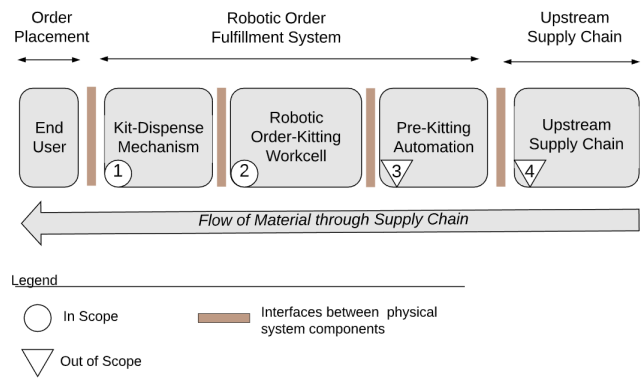 Order
Placement
Robotic Order
Fulfillment System
Upstream
Supply Chain
End
User
Kit-Dispense
Mechanism
1
Robotic
Order-Kitting
Workcell
2
Pre-Kitting
Automation
3
Upstream
Supply Chain
4
Flow of Material through Supply Chain
Legend
In Scope
Interfaces between physical
system components
Out of Scope